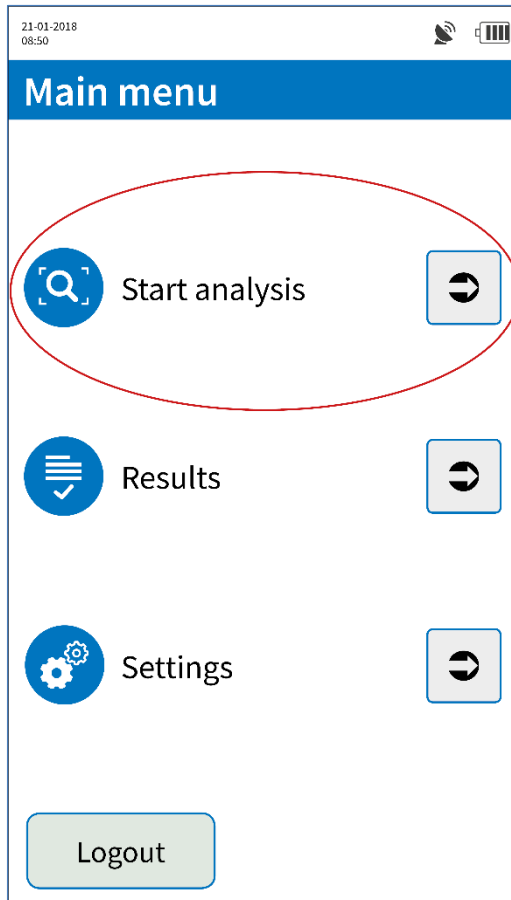 21-01-2018
08:50
Main menu
Start analysis
Results
Settings
Logout